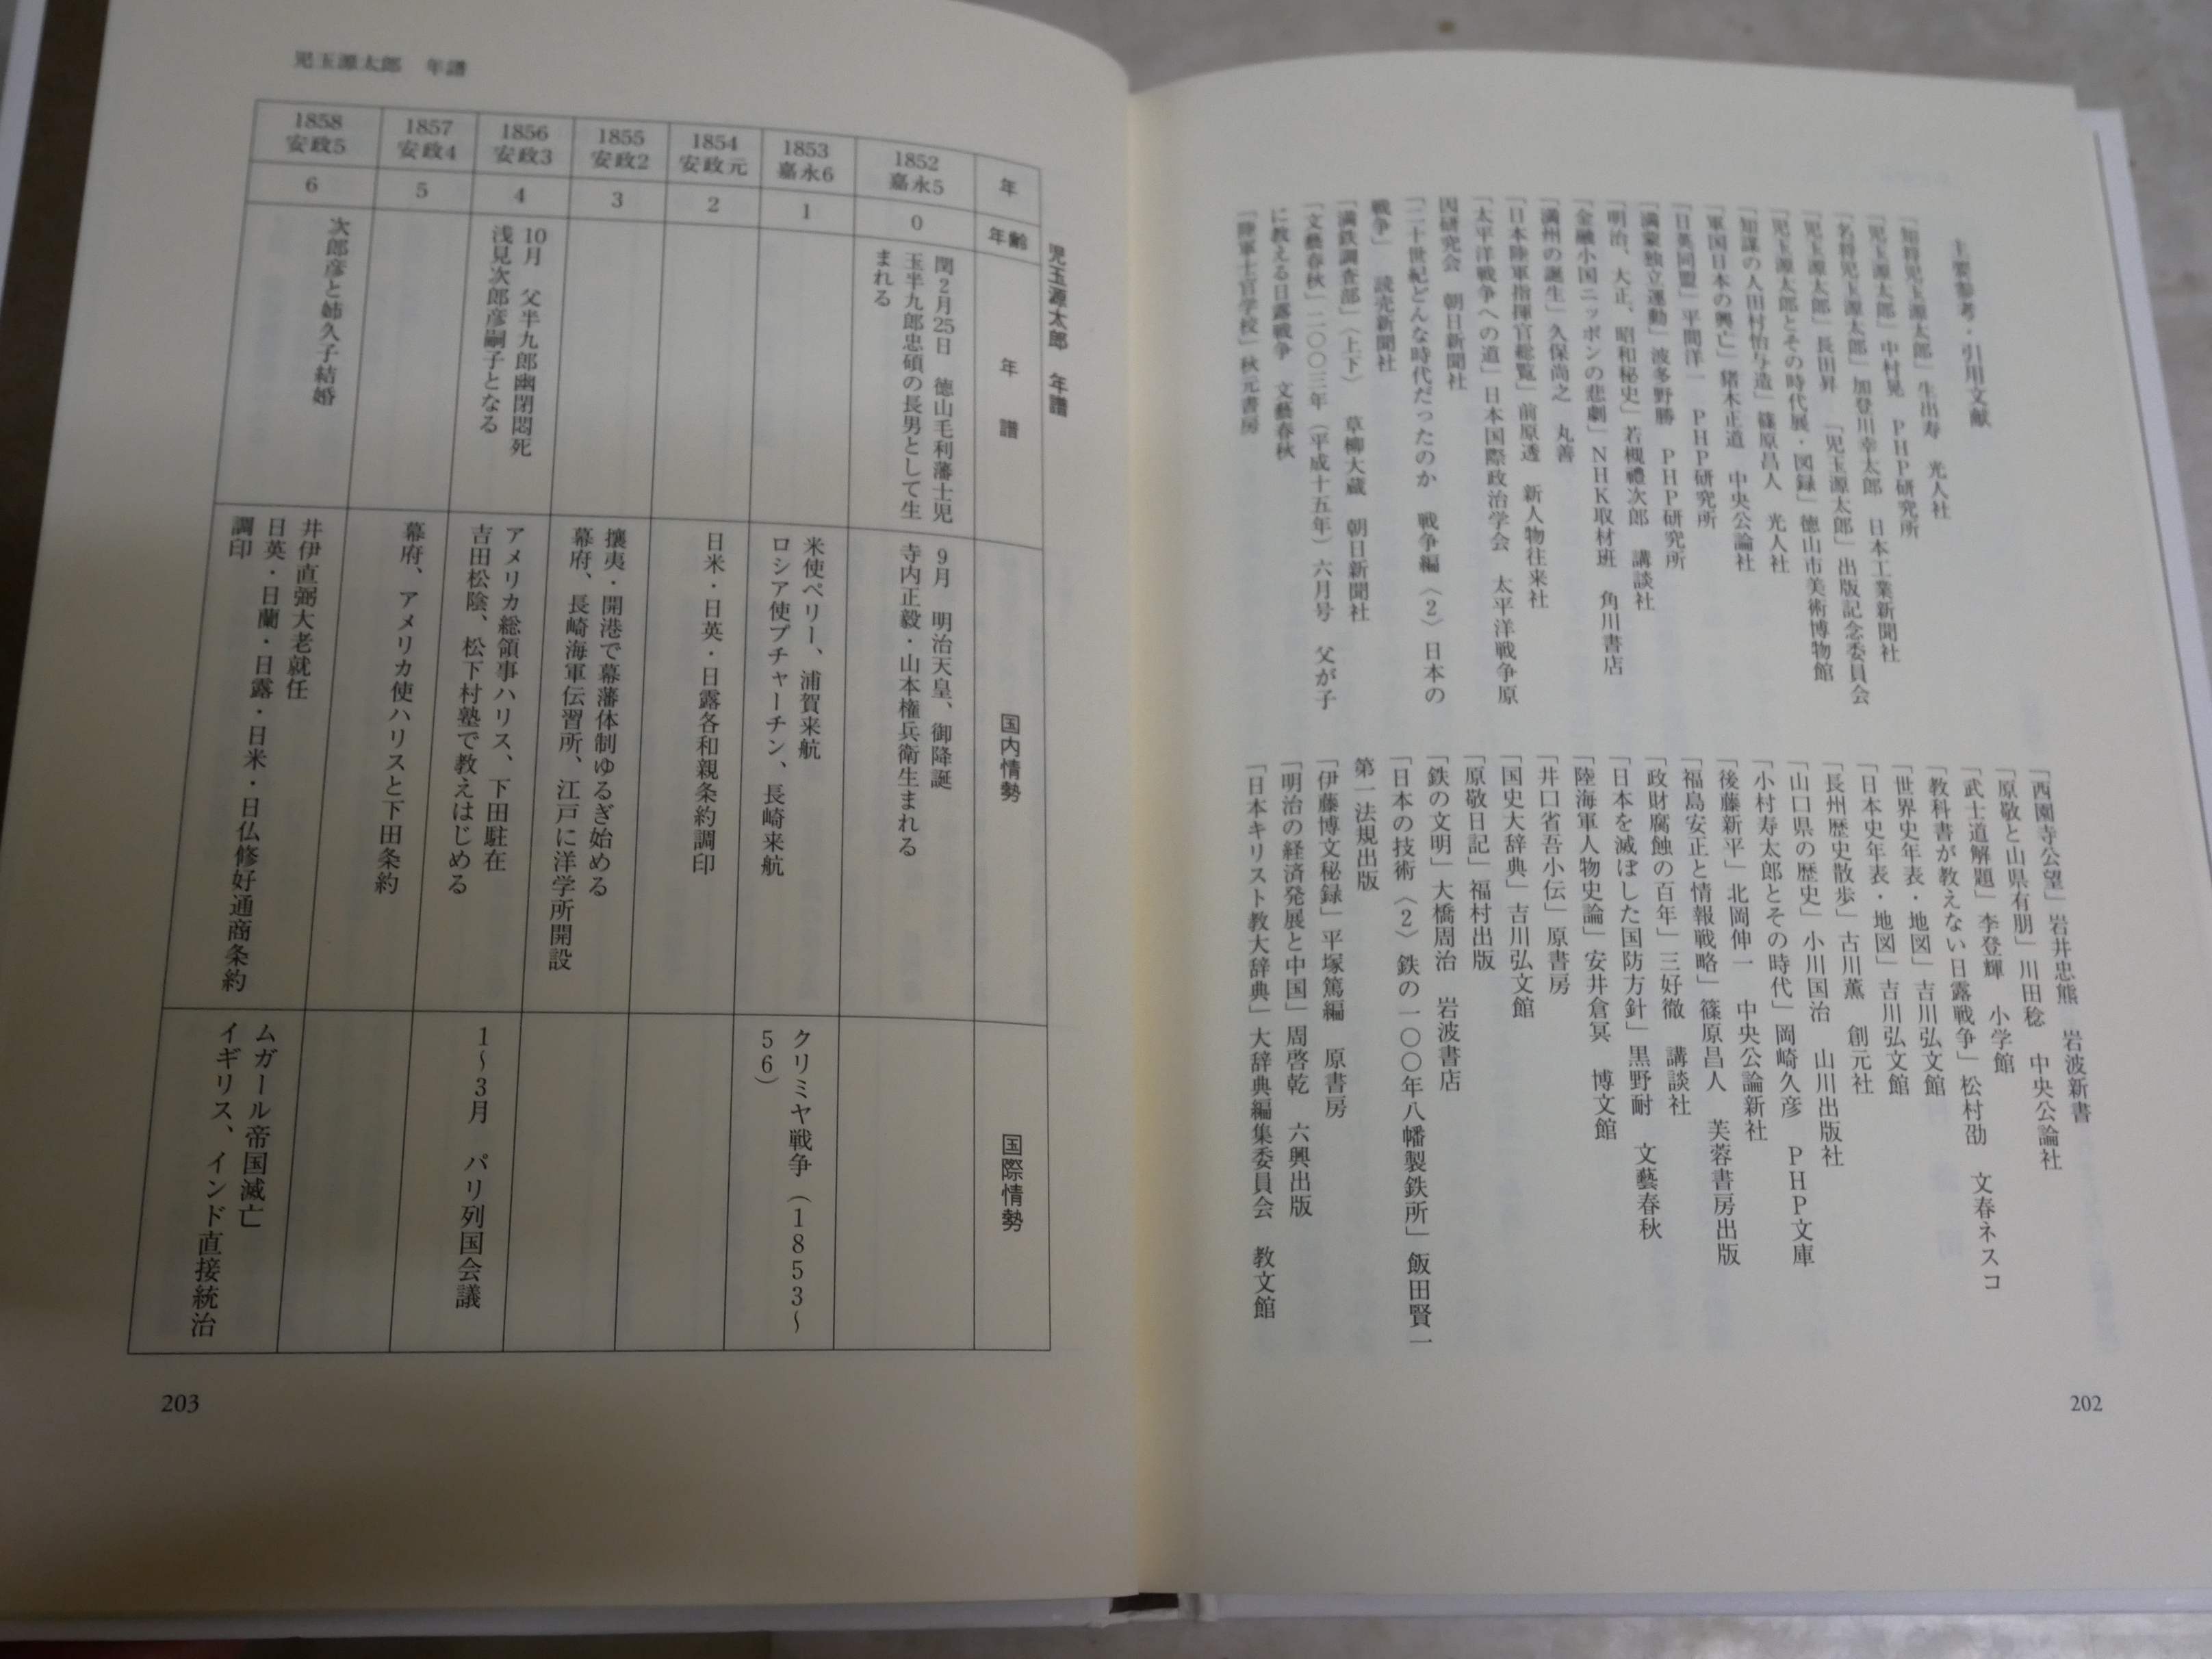 主要参考・引用文献
「知将児玉源太郎」生出寿　光人社
「児玉源太郎」中村晃　PHP研究所
「名将児玉源太郎」加登川幸太郎　日本工業新聞社
「児玉源太郎」長田昇　「児玉源太郎」出版記念委員会
「児玉源太郎とその時代展・図録」徳山市美術博物館
「知謀の人田村怡与造」篠原昌人　光人社
「軍国日本の興亡」猪木正道　中央公論社
「日英同盟」平間洋一　PHP研究所
「満蒙独立運動」波多野勝　PHP研究所
「明治、大正、昭和秘史」若槻禮次郎　講談社
「金融小国ニッポンの悲劇」NHK取材班　角川書店
「満州の誕生」久保尚之　丸善
「日本陸軍指揮官総覧」前原透　新人物往来社
「太平洋戦争への道」日本国際政治学会　太平洋戦争原
因研究会　朝日新聞社
「二十世紀どんな時代だったのか　戦争編〈2〉日本の
戦争」　読売新聞社
「満鉄調査部」〈上下〉　草柳大蔵　朝日新聞社
「文藝春秋」二〇〇三年（平成十五年）六月号　父が子
に教える日露戦争　文藝春秋
「陸軍士官学校」秋元書房
「西園寺公望」岩井忠熊　岩波新書
「原敬と山県有朋」川田稔　中央公論社
「武士道解題」李登輝　小学館
「教科書が教えない日露戦争」松村劭　文春ネスコ
「世界史年表・地図」吉川弘文館
「日本史年表・地図」吉川弘文館
「長州歴史散歩」古川薫　創元社
「山口県の歴史」小川国治　山川出版社
「小村寿太郎とその時代」岡崎久彦　PHP文庫
「後藤新平」北岡伸一　中央公論新社
「福島安正と情報戦略」篠原昌人　芙蓉書房出版
「政財腐蝕の百年」三好徹　講談社
「日本を滅ぼした国防方針」黒野耐　文藝春秋
「陸海軍人物史論」安井倉冥　博文館
「井口省吾小伝」原書房
「国史大辞典」吉川弘文館
「原敬日記」福村出版
「鉄の文明」大橋周治　岩波書店
「日本の技術〈2〉鉄の一〇〇年八幡製鉄所」飯田賢一
第一法規出版
「伊藤博文秘録」平塚篤編　原書房
「明治の経済発展と中国」周啓乾　六興出版
「日本キリスト教大辞典」大辞典編集委員会　教文館
202
児玉源太郎　年譜
児玉源太郎　年譜
年
年齢
年　譜
国内情勢
国際情勢
1852
嘉永5
0
閏2月25日　徳山毛利藩士児
玉半九郎忠碩の長男として生
まれる
9月　明治天皇、御降誕
寺内正毅・山本権兵衛生まれる
1853
嘉永6
1
米使ペリー、浦賀来航
ロシア使プチャーチン、長崎来航
クリミヤ戦争（1853～
56）
1854
安政元
2
日米・日英・日露各和親条約調印
1855
安政2
3
攘夷・開港で幕藩体制ゆるぎ始める
幕府、長崎海軍伝習所、江戸に洋学所開設
1856
安政3
4
10月　父半九郎幽閉悶死
浅見次郎彦嗣子となる
アメリカ総領事ハリス、下田駐在
吉田松陰、松下村塾で教えはじめる
1～3月　パリ列国会議
1857
安政4
5
幕府、アメリカ使ハリスと下田条約
1858
安政5
6
次郎彦と姉久子結婚
井伊直弼大老就任
日英・日蘭・日露・日米・日仏修好通商条約
調印
ムガール帝国滅亡
イギリス、インド直接統治
203